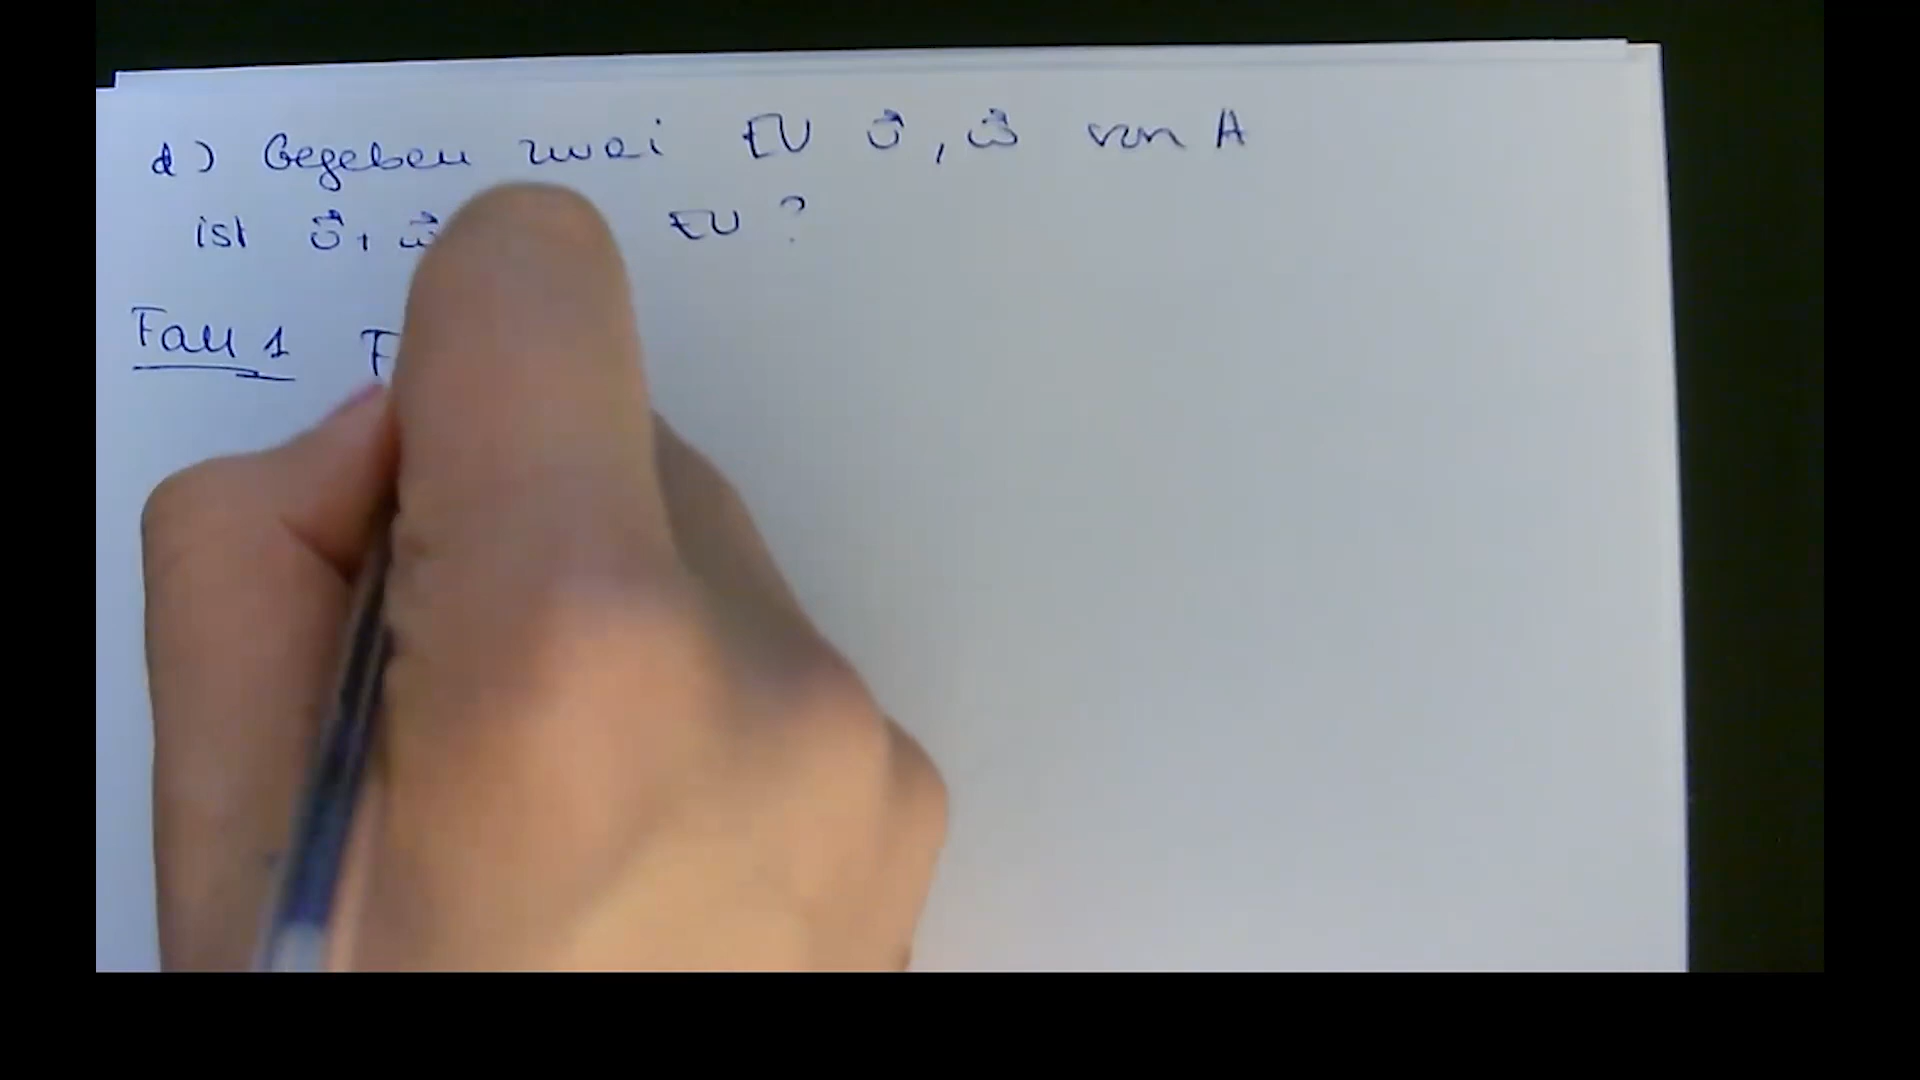 d) Gegeben zwei EV v⃗, w⃗ von A
ist v⃗ + w⃗ EV ?
Fall 1 F